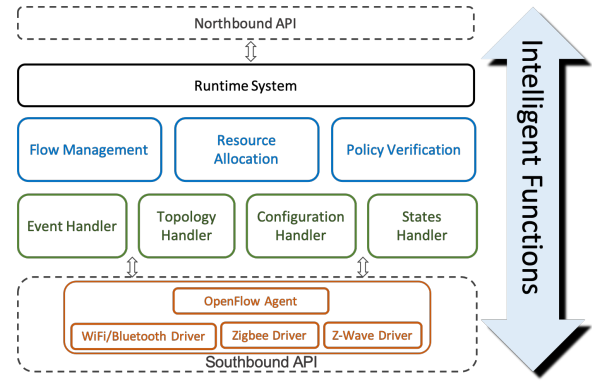 Northbound API
Runtime System
Flow Management
Resource
Allocation
Policy Verification
Event Handler
Topology
Handler
Configuration
Handler
States
Handler
OpenFlow Agent
WiFi/Bluetooth Driver
Zigbee Driver
Z-Wave Driver
Southbound API
Intelligent Functions